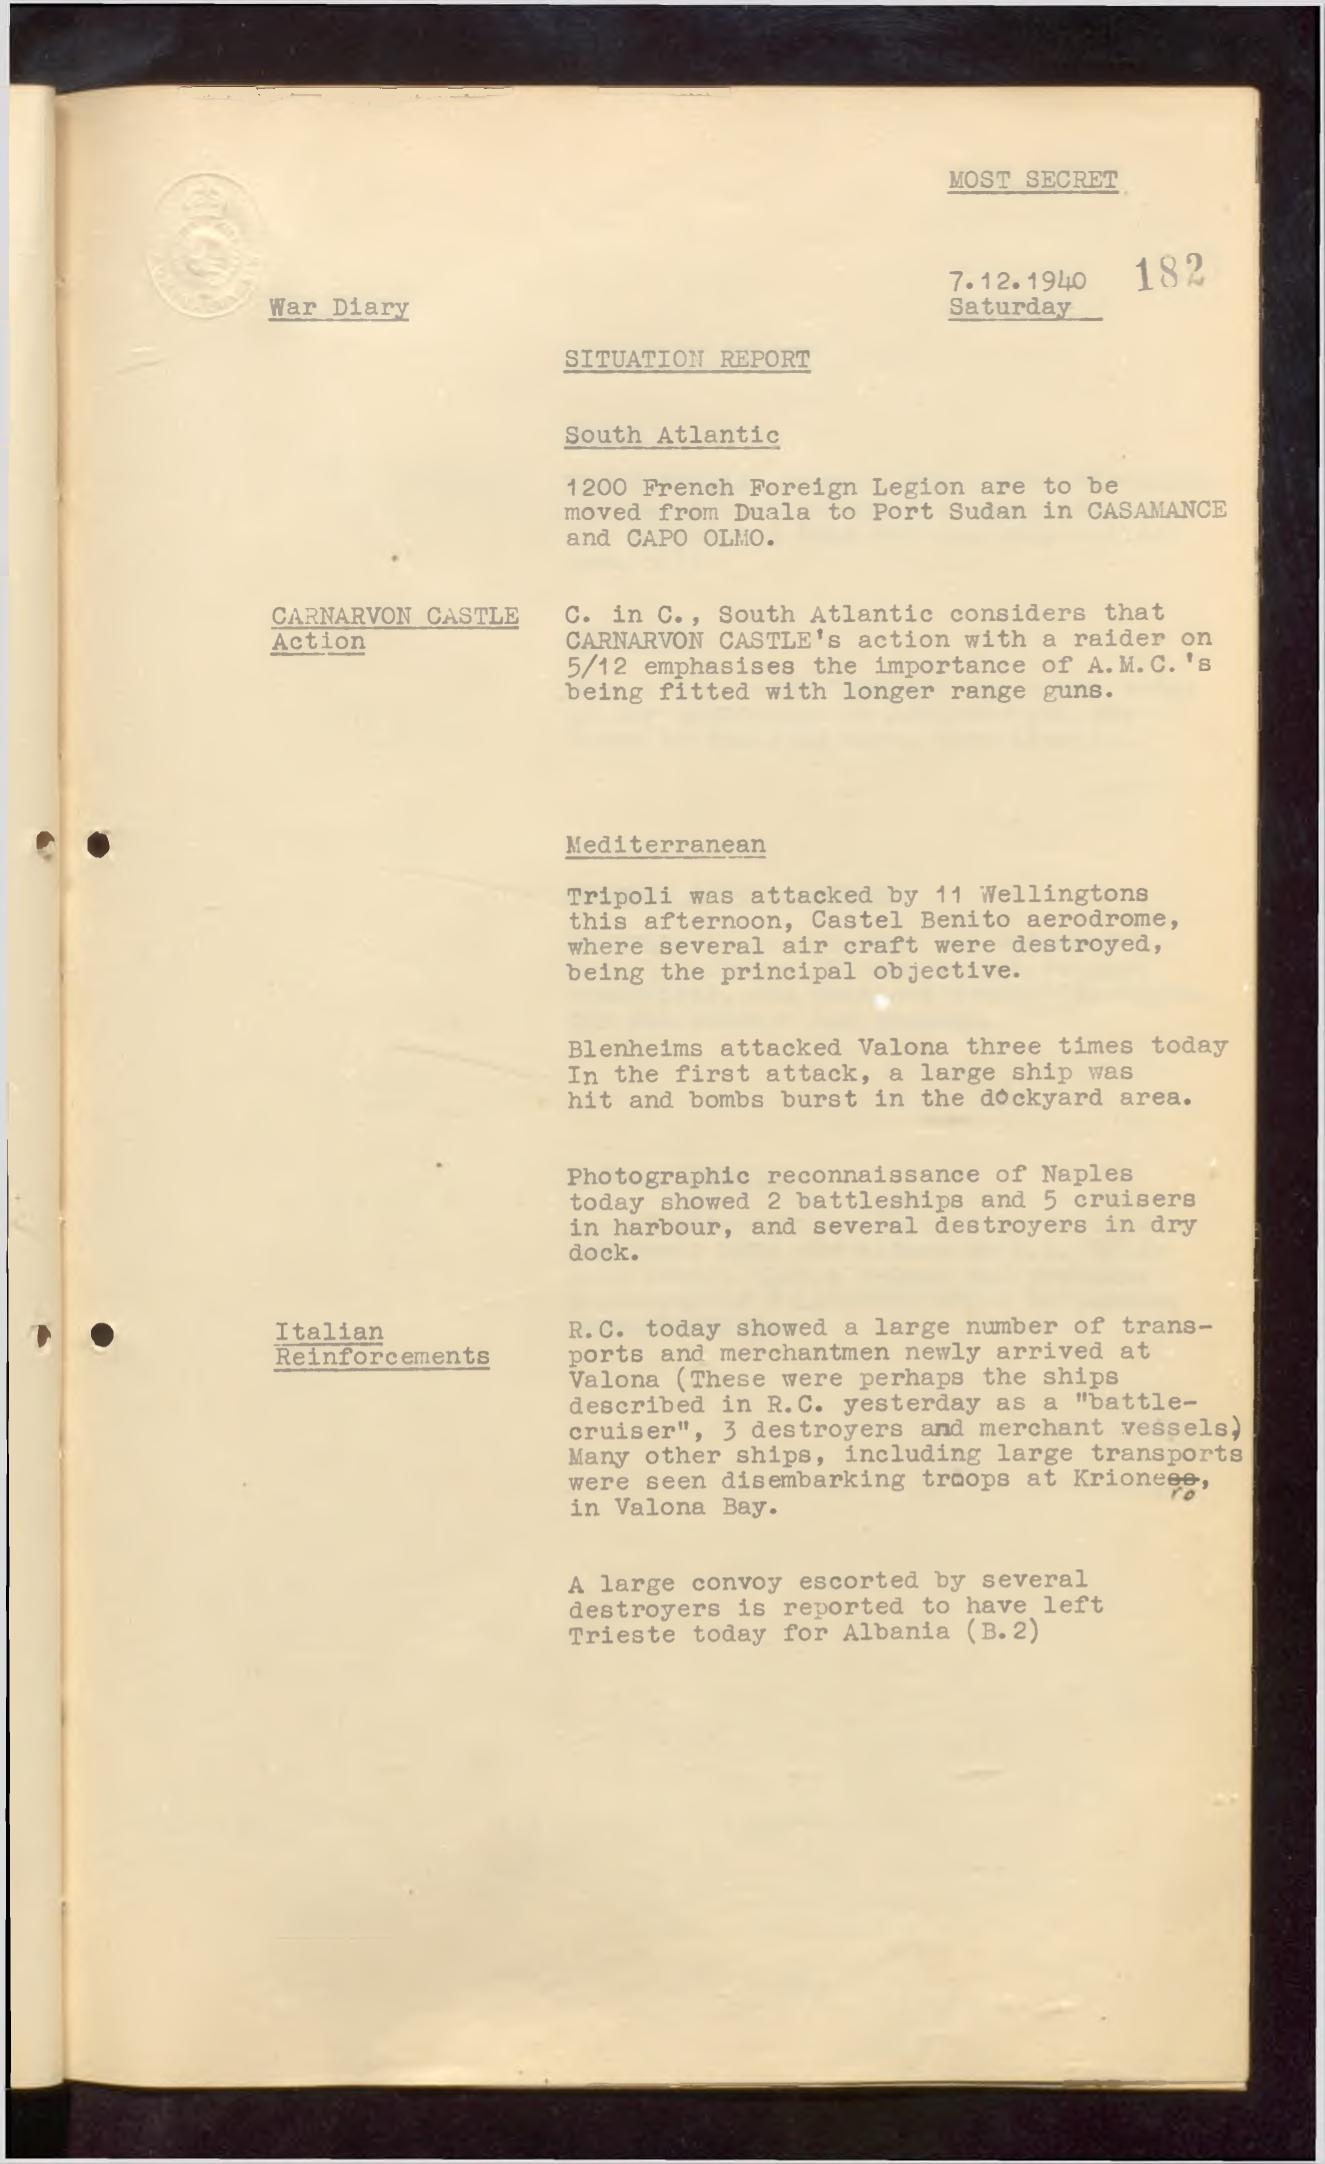 MOST SECRET
7.12.1940 182
War Diary Saturday
SITUATION REPORT
South Atlantic
1200 French Foreign Legion are to be
moved from Duala to Port Sudan in CASAMANCE
and CAPO OLMO.
CARNARVON CASTLE
Action
C. in C., South Atlantic considers that
CARNARVON CASTLE's action with a raider on
5/12 emphasises the importance of A.M.C.'s
being fitted with longer range guns.
Mediterranean
Tripoli was attacked by 11 Wellingtons
this afternoon, Castel Benito aerodrome,
where several air craft were destroyed,
being the principal objective.
Blenheims attacked Valona three times today
In the first attack, a large ship was
hit and bombs burst in the dockyard area.
Photographic reconnaissance of Naples
today showed 2 battleships and 5 cruisers
in harbour, and several destroyers in dry
dock.
Italian
Reinforcements
R.C. today showed a large number of trans-
ports and merchantmen newly arrived at
Valona (These were perhaps the ships
described in R.C. yesterday as a "battle-
cruiser", 3 destroyers and merchant vessels)
Many other ships, including large transports
were seen disembarking troops at Krionero,
in Valona Bay.
A large convoy escorted by several
destroyers is reported to have left
Trieste today for Albania (B.2)